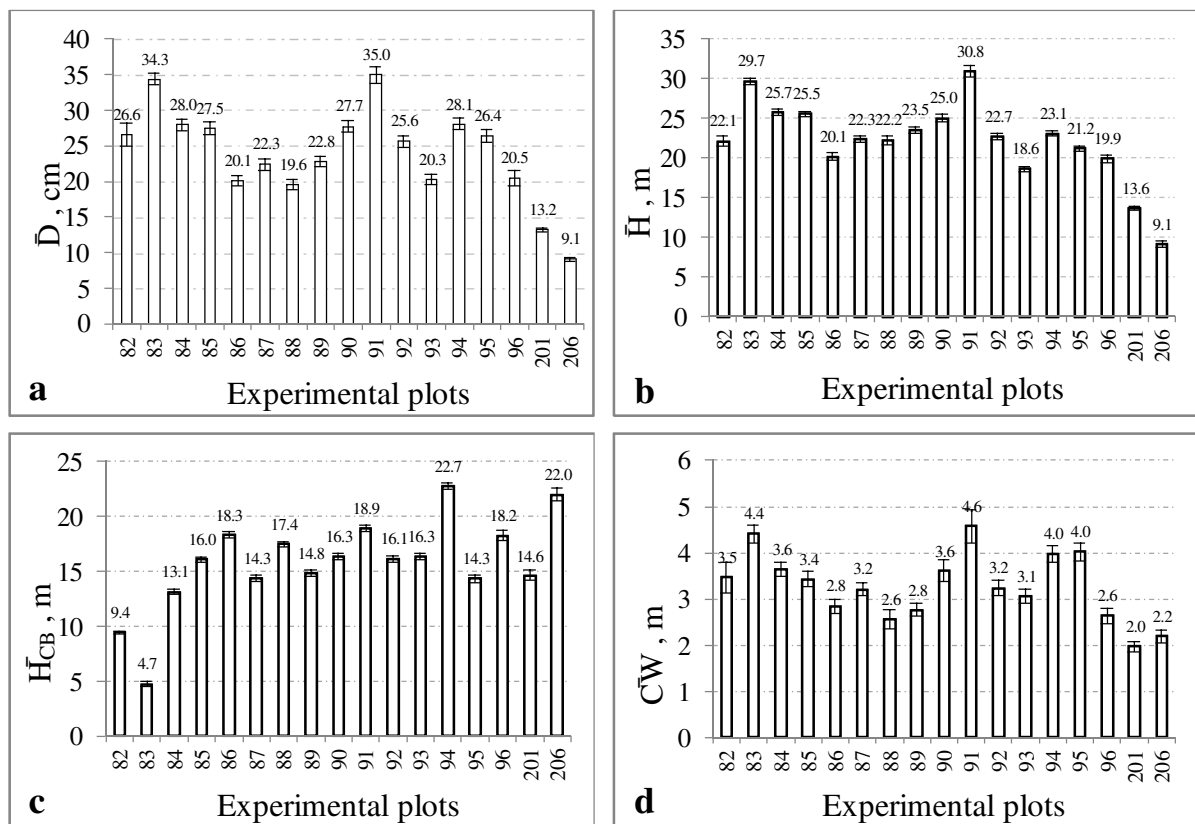 40
35
30
25
20
15
10
5
0
D̄ , cm
26.6 34.3 28.0 27.5 20.1 22.3 19.6 22.8 27.7 35.0 25.6 20.3 28.1 26.4 20.5 13.2 9.1
82 83 84 85 86 87 88 89 90 91 92 93 94 95 96 201 206
Experimental plots
a
35
30
25
20
15
10
5
0
H̄ , m
22.1 29.7 25.7 25.5 20.1 22.3 22.2 23.5 25.0 30.8 22.7 18.6 23.1 21.2 19.9 13.6 9.1
82 83 84 85 86 87 88 89 90 91 92 93 94 95 96 201 206
Experimental plots
b
25
20
15
10
5
0
H̄CB, m
9.4 4.7 13.1 16.0 18.3 14.3 17.4 14.8 16.3 18.9 16.1 16.3 22.7 14.3 18.2 14.6 22.0
82 83 84 85 86 87 88 89 90 91 92 93 94 95 96 201 206
Experimental plots
c
6
5
4
3
2
1
0
C̄W , m
3.5 4.4 3.6 3.4 2.8 3.2 2.6 2.8 3.6 4.6 3.2 3.1 4.0 4.0 2.6 2.0 2.2
82 83 84 85 86 87 88 89 90 91 92 93 94 95 96 201 206
Experimental plots
d